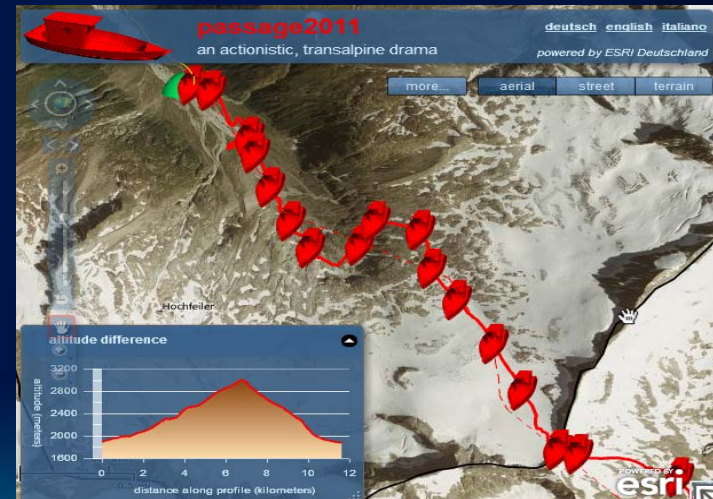 passage2011
an actionistic, transalpine drama
deutsch english italiano
powered by ESRI Deutschland
more... aerial street terrain
Hochfeiler
altitude difference
altitude (meters)
3200
2800
2400
2000
1600
0 2 4 6 8 10 12
distance along profile (kilometers)
POWERED BY
esri